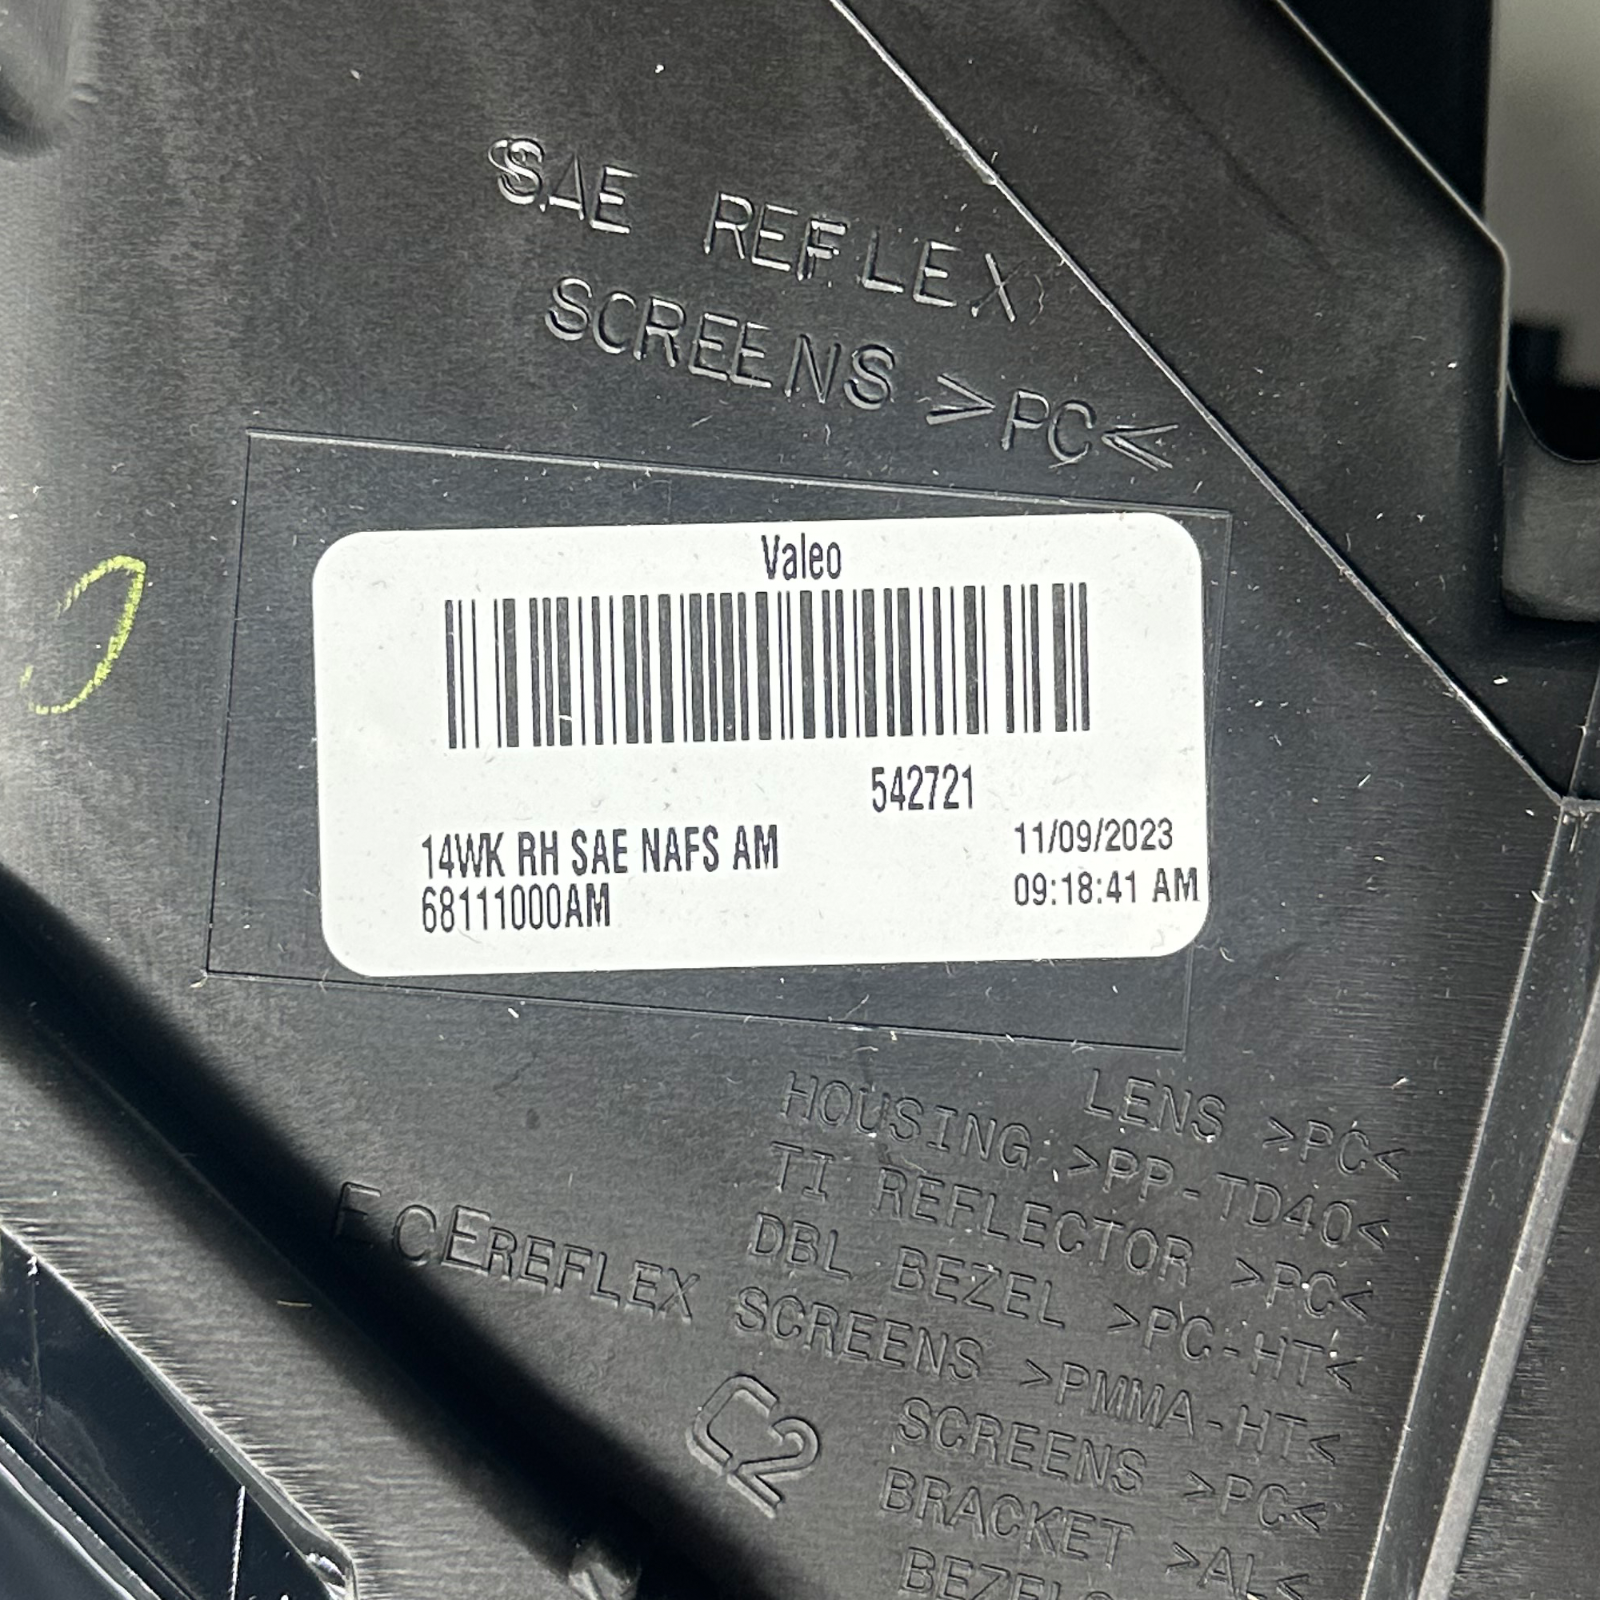 SAE REFLEX
SCREENS >PC<
Valeo
542721
14WK RH SAE NAFS AM
68111000AM
11/09/2023
09:18:41 AM
LENS >PC<
HOUSING >PP-TD40<
TI REFLECTOR >PC<
DBL BEZEL >PC-HT<
ECE REFLEX SCREENS >PMMA-HT<
SCREENS >PC<
BRACKET >AL<
C2